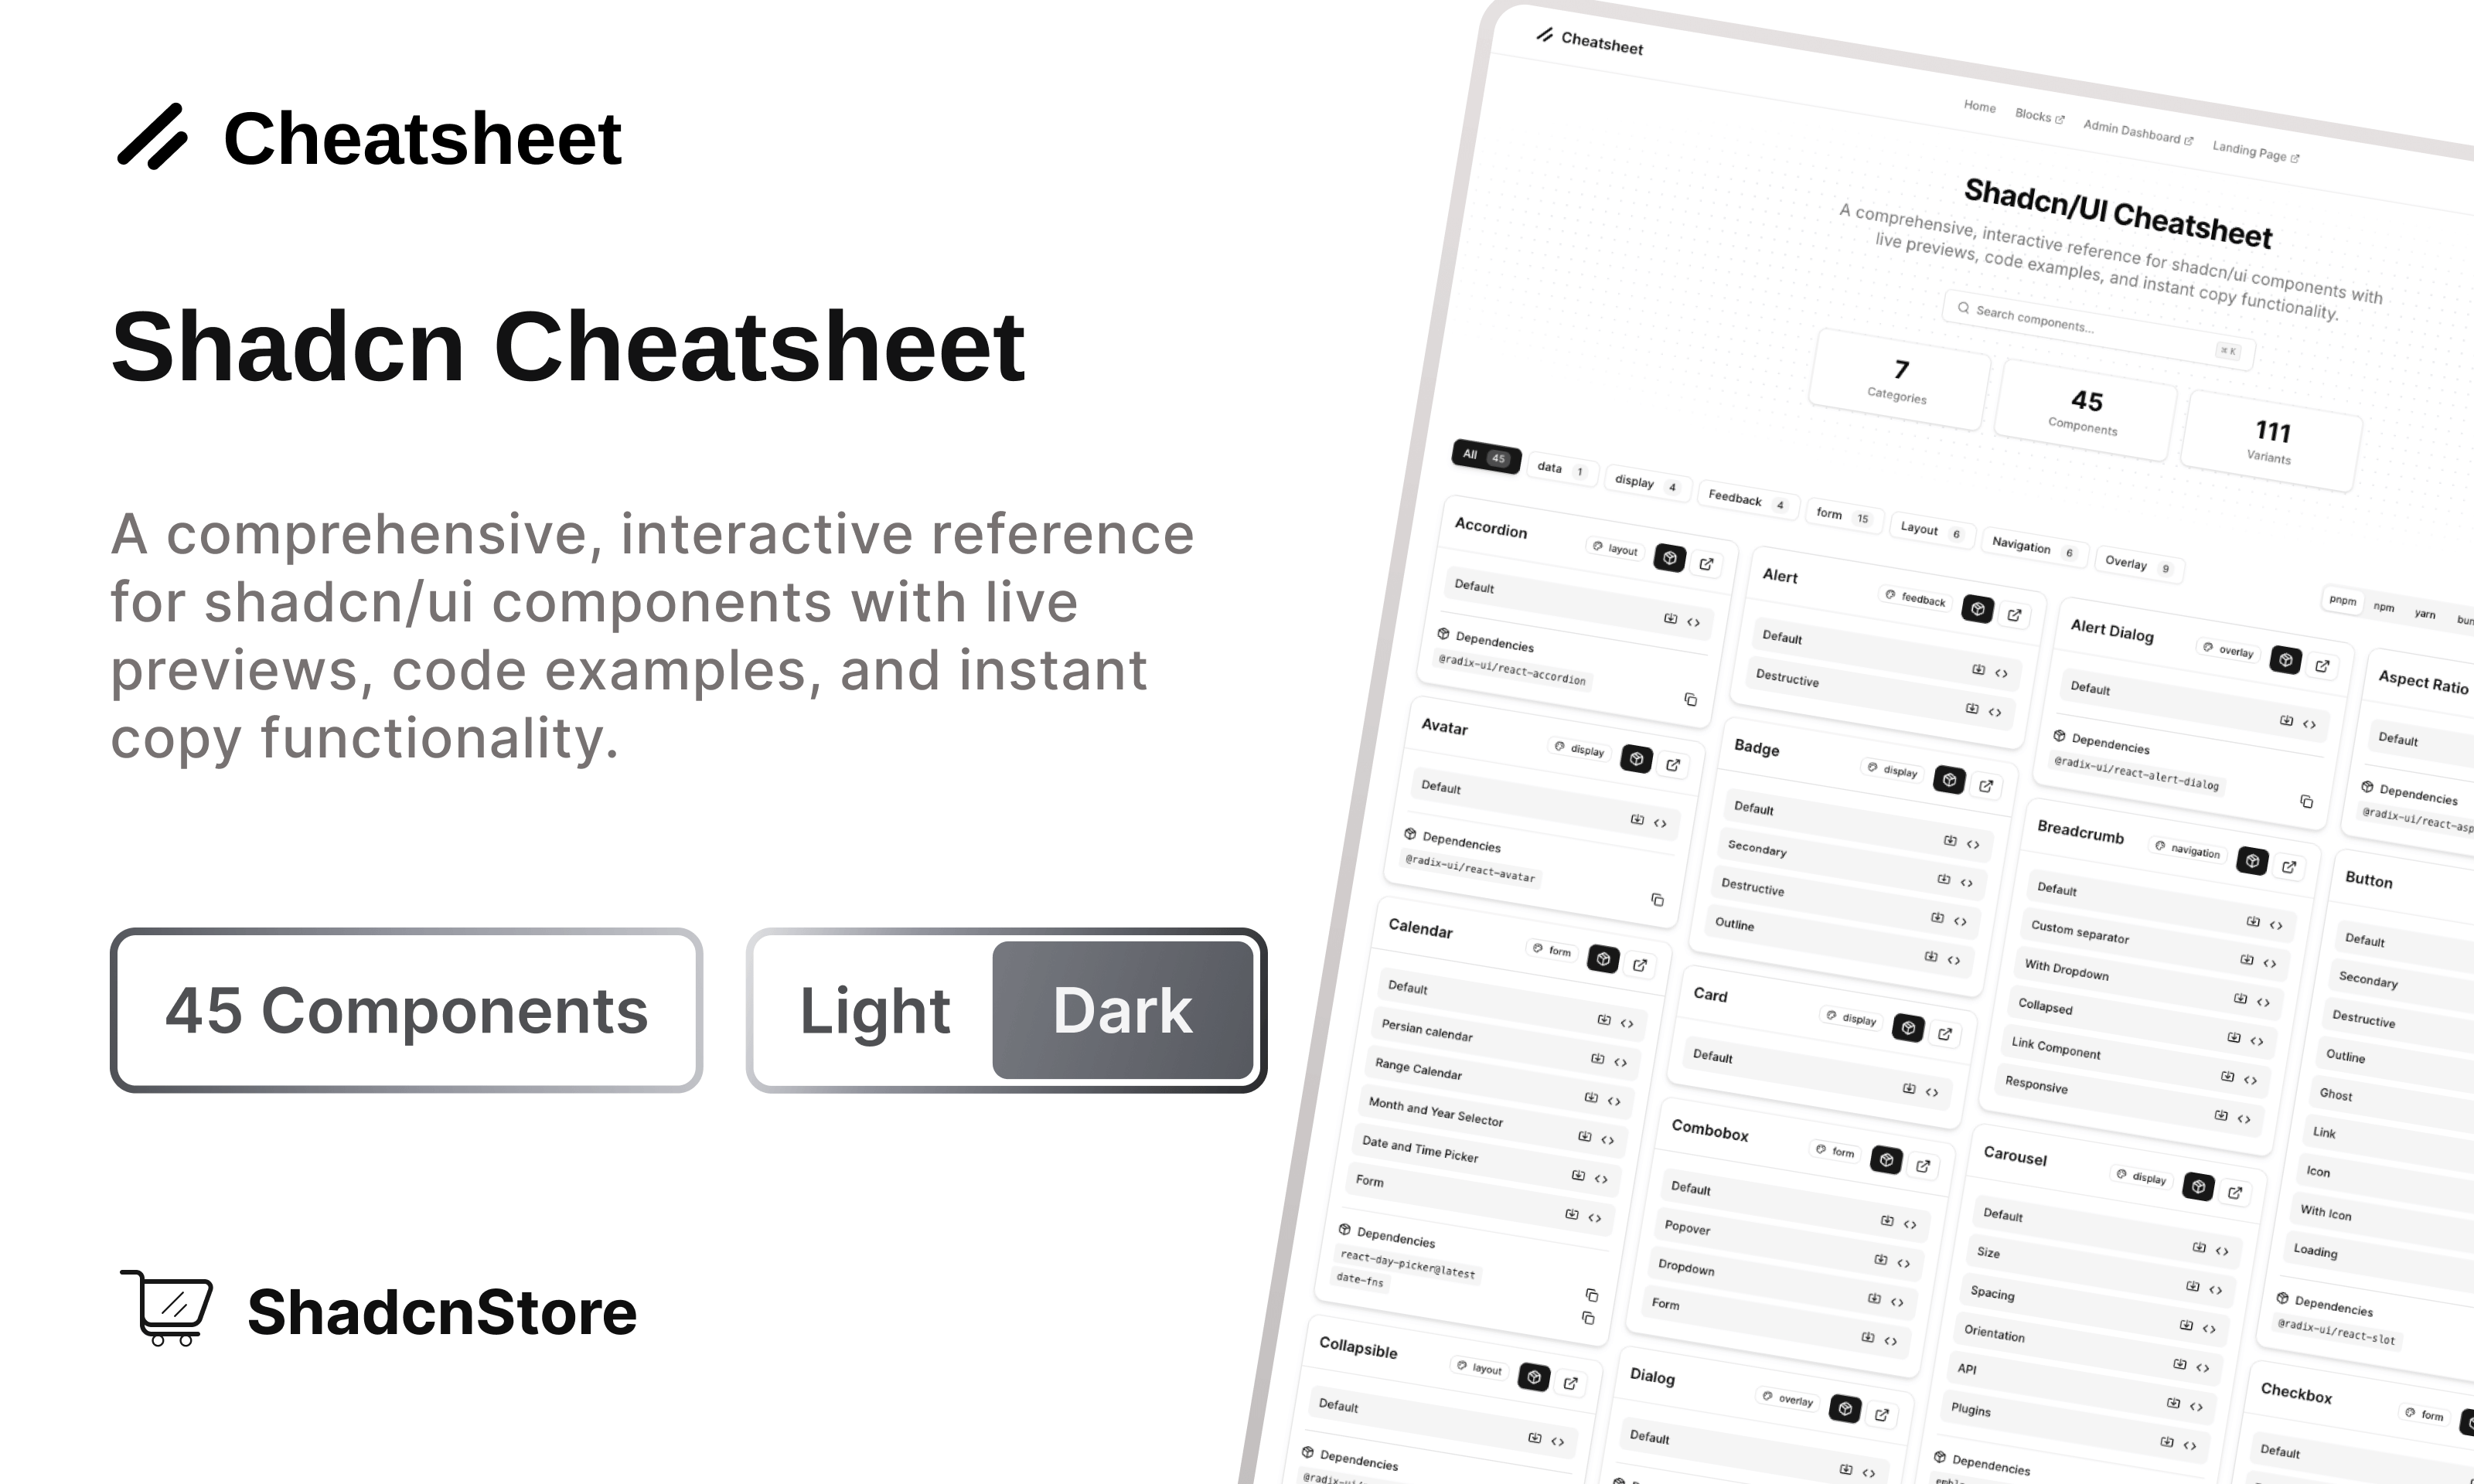 Cheatsheet
Shadcn Cheatsheet
A comprehensive, interactive reference
for shadcn/ui components with live
previews, code examples, and instant
copy functionality.
45 Components
Light Dark
ShadcnStore
Cheatsheet
Home Blocks Admin Dashboard Landing Page
Shadcn/UI Cheatsheet
A comprehensive, interactive reference for shadcn/ui components with
live previews, code examples, and instant copy functionality.
Search components... ⌘ K
7
Categories
45
Components
111
Variants
All 45 data 1 display 4 Feedback 4 form 15 Layout 6 Navigation 6 Overlay 9
pnpm npm yarn
Accordion layout
Default
Dependencies
@radix-ui/react-accordion
Alert feedback
Default
Destructive
Alert Dialog overlay
Default
Dependencies
@radix-ui/react-alert-dialog
Aspect Ratio
Default
Dependencies
Avatar display
Default
Dependencies
@radix-ui/react-avatar
Badge display
Default
Secondary
Destructive
Outline
Breadcrumb navigation
Default
Custom separator
With Dropdown
Collapsed
Link Component
Responsive
Button
Default
Secondary
Destructive
Outline
Ghost
Link
Icon
With Icon
Loading
Dependencies
@radix-ui/react-slot
Calendar form
Default
Persian calendar
Range Calendar
Month and Year Selector
Date and Time Picker
Form
Dependencies
react-day-picker@latest
date-fns
Card display
Default
Combobox form
Default
Popover
Dropdown
Form
Carousel display
Default
Size
Spacing
Orientation
API
Plugins
Dependencies
Checkbox form
Default
Collapsible layout
Default
Dependencies
Dialog overlay
Default